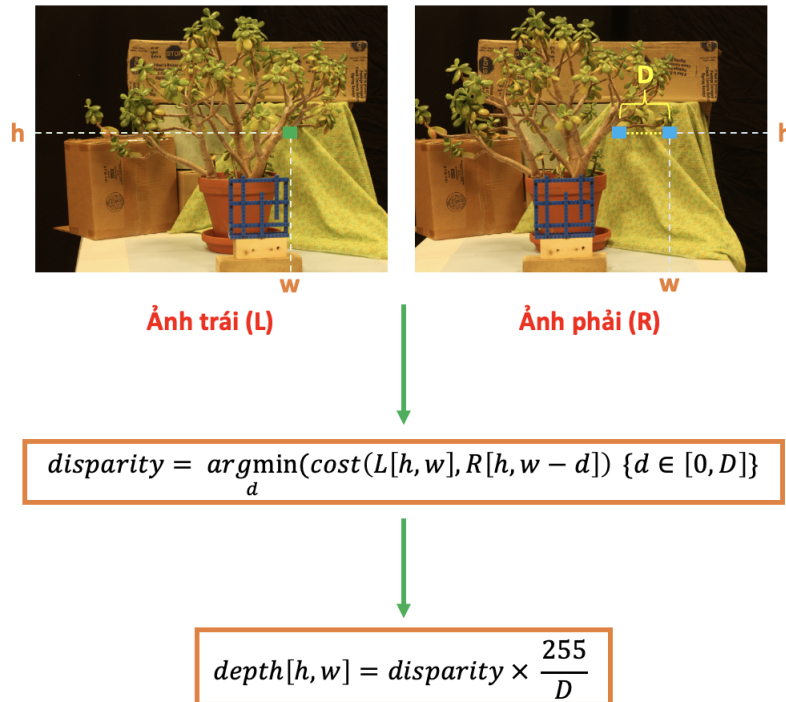 D
h
h
w
w
Ảnh trái (L)
Ảnh phải (R)
disparity = argmin(cost(L[h, w], R[h, w − d]) {d ∈ [0, D]}
d
depth[h, w] = disparity × 255
D